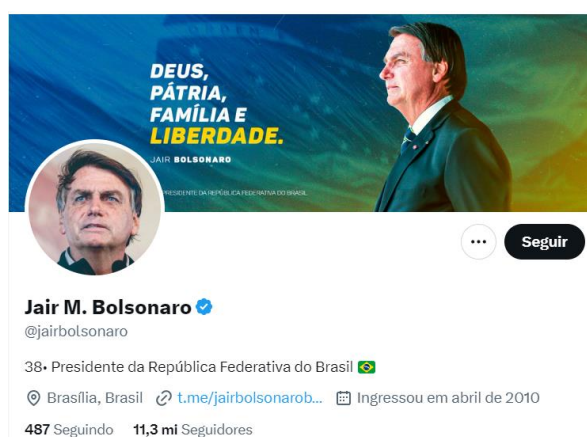 DEUS,
PÁTRIA,
FAMÍLIA E
LIBERDADE.
JAIR BOLSONARO
PRESIDENTE DA REPÚBLICA FEDERATIVA DO BRASIL
Seguir
Jair M. Bolsonaro
@jairbolsonaro
38• Presidente da República Federativa do Brasil
Brasília, Brasil t.me/jairbolsonarob... Ingressou em abril de 2010
487 Seguindo 11,3 mi Seguidores